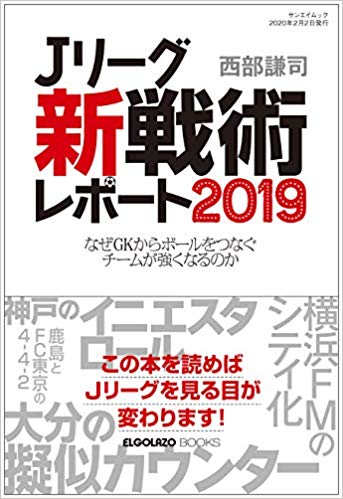 サンエイムック
2020年2月2日発行
Jリーグ
西部謙司
新戦術
レポート2019
なぜGKからボールをつなぐ
チームが強くなるのか
神戸のイニエスタ
ロール
横浜FMの
シティ化
鹿島と
FC東京の
4-4-2
大分の
擬似カウンター
この本を読めば
Jリーグを見る目が
変わります!
ELGOLAZO BOOKS